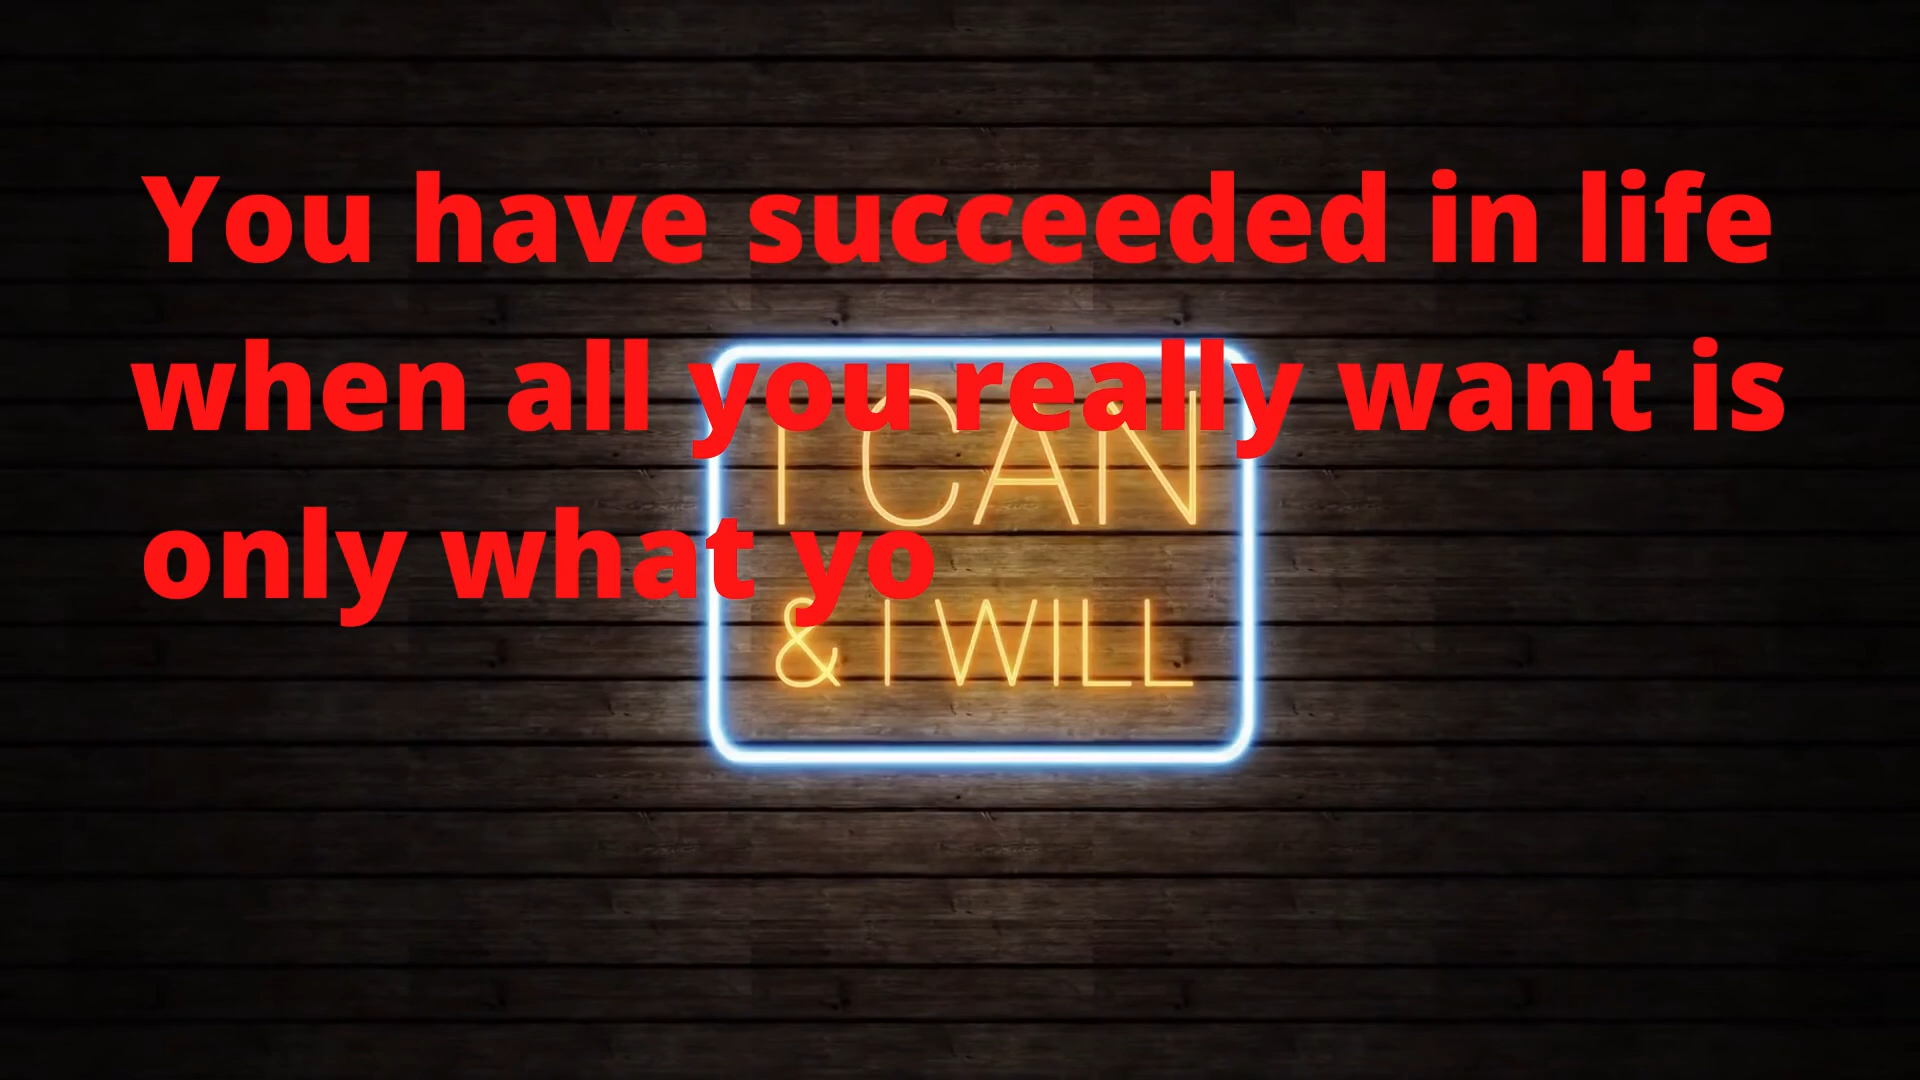 You have succeeded in life
when all you really want is
only what yo
I CAN
& I WILL